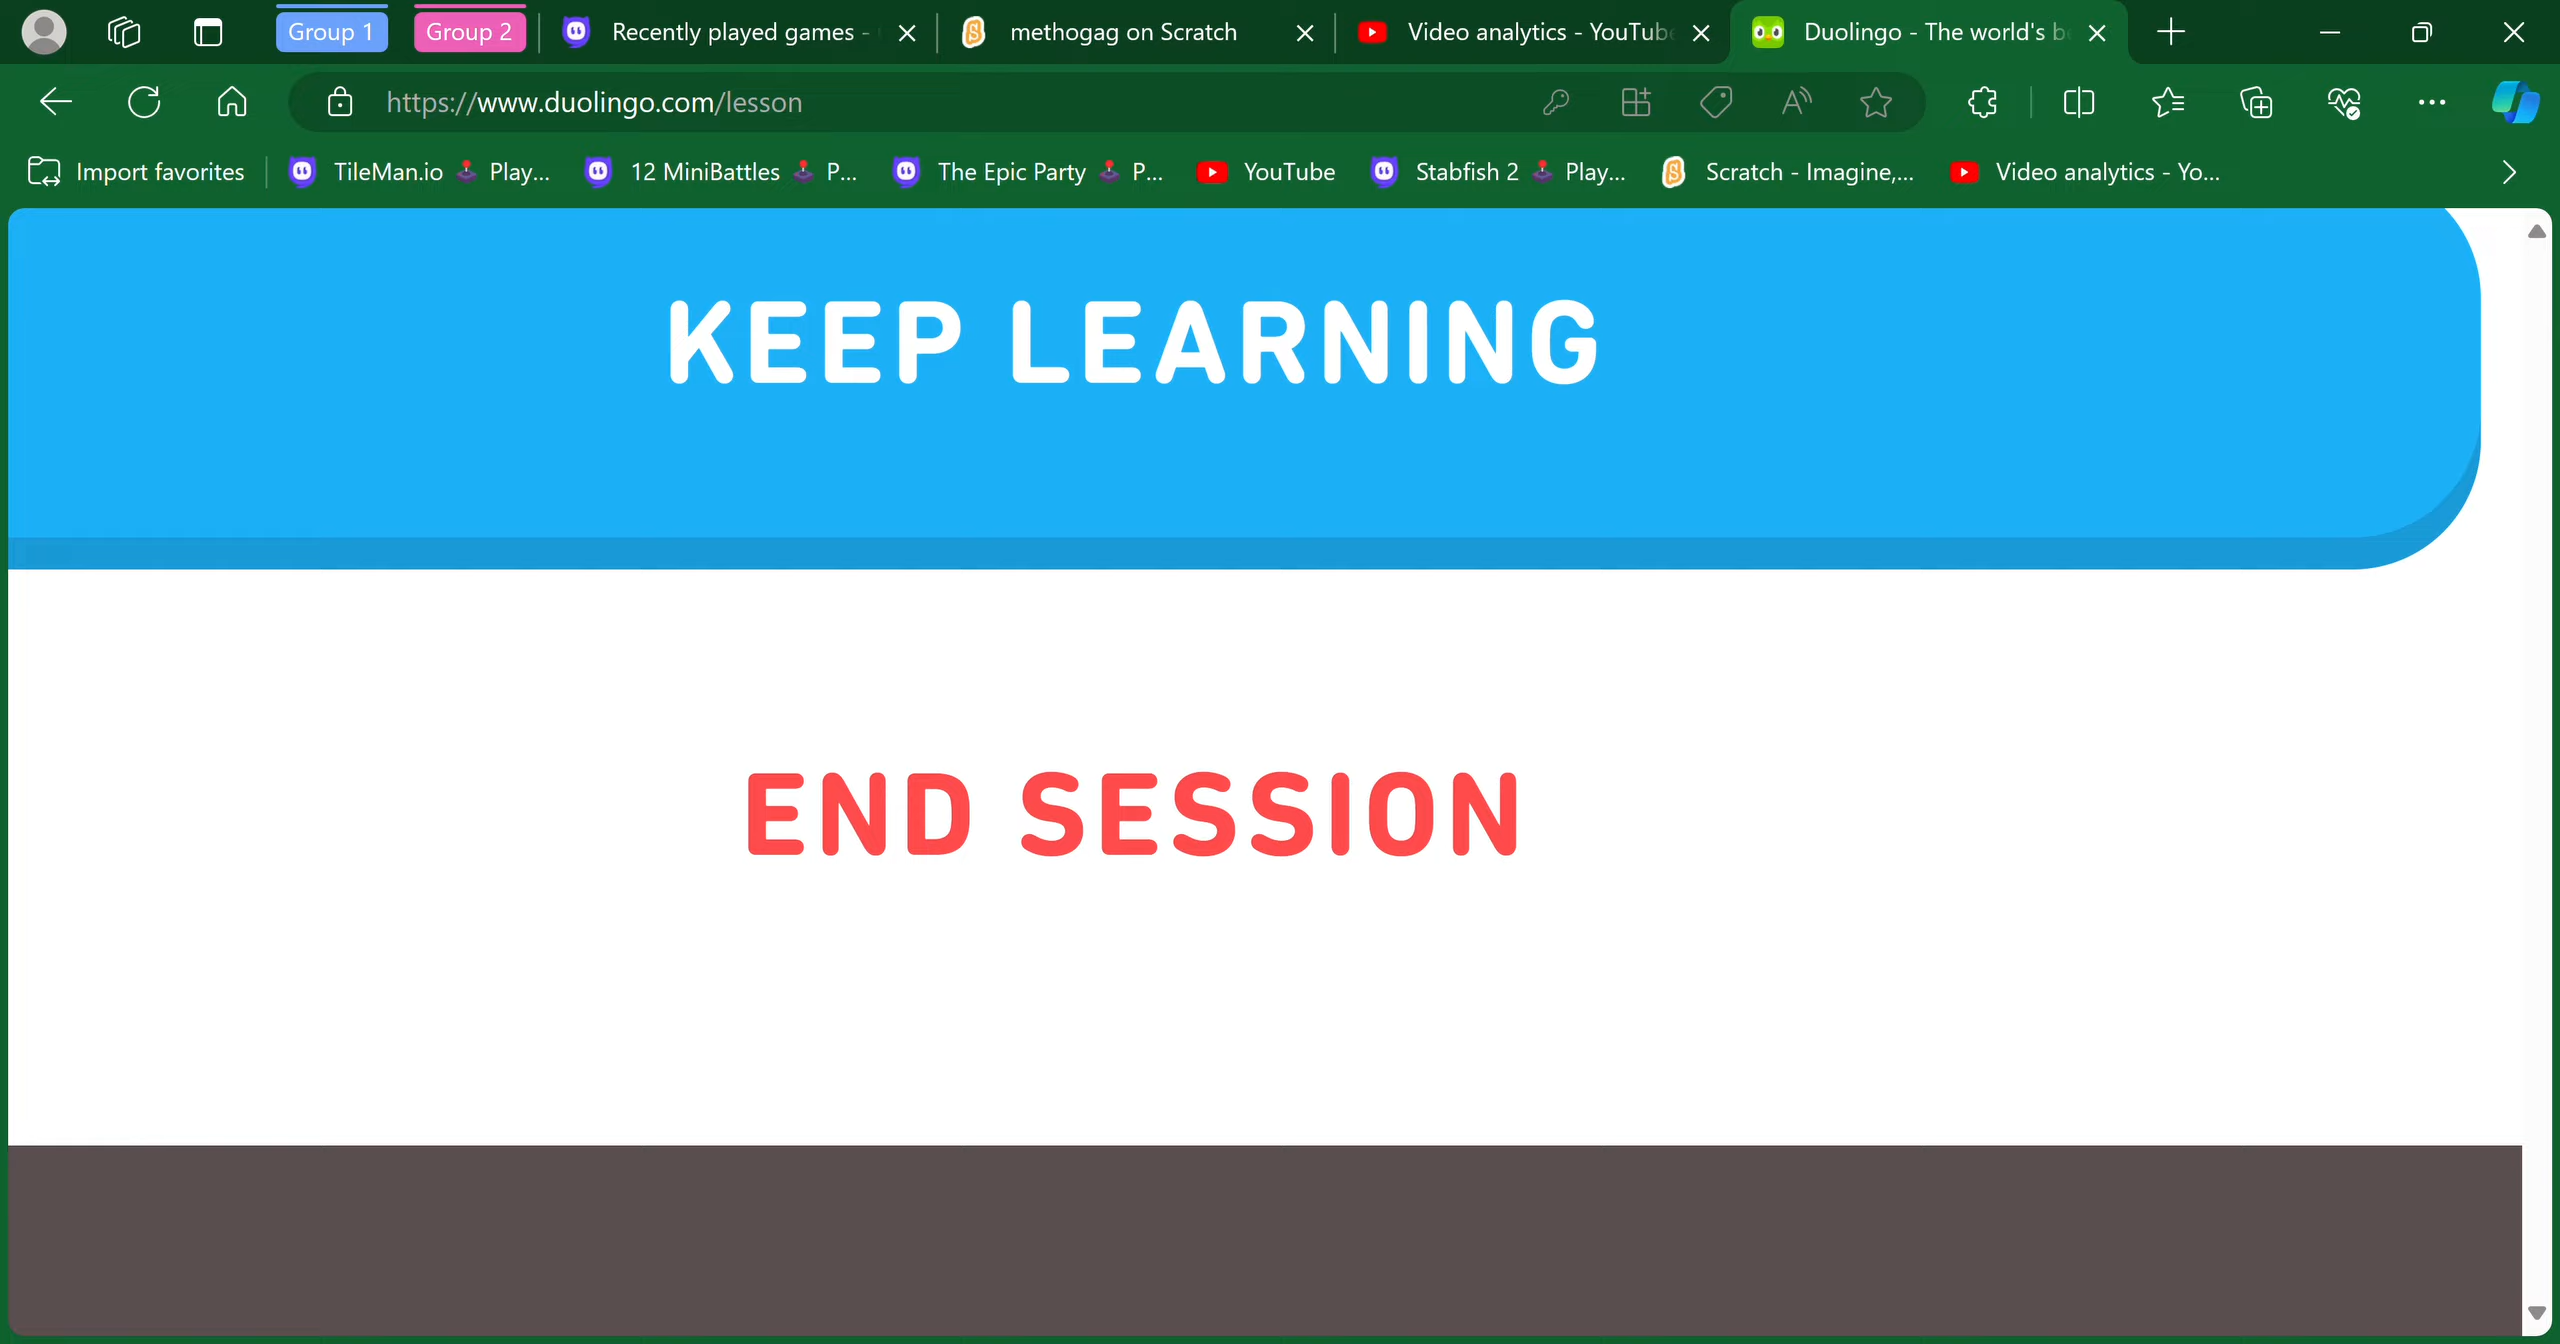 Group 1 Group 2 Recently played games - methogag on Scratch Video analytics - YouTube Duolingo - The world's b
https://www.duolingo.com/lesson
Import favorites TileMan.io Play... 12 MiniBattles P... The Epic Party P... YouTube Stabfish 2 Play... Scratch - Imagine,... Video analytics - Yo...
KEEP LEARNING
END SESSION